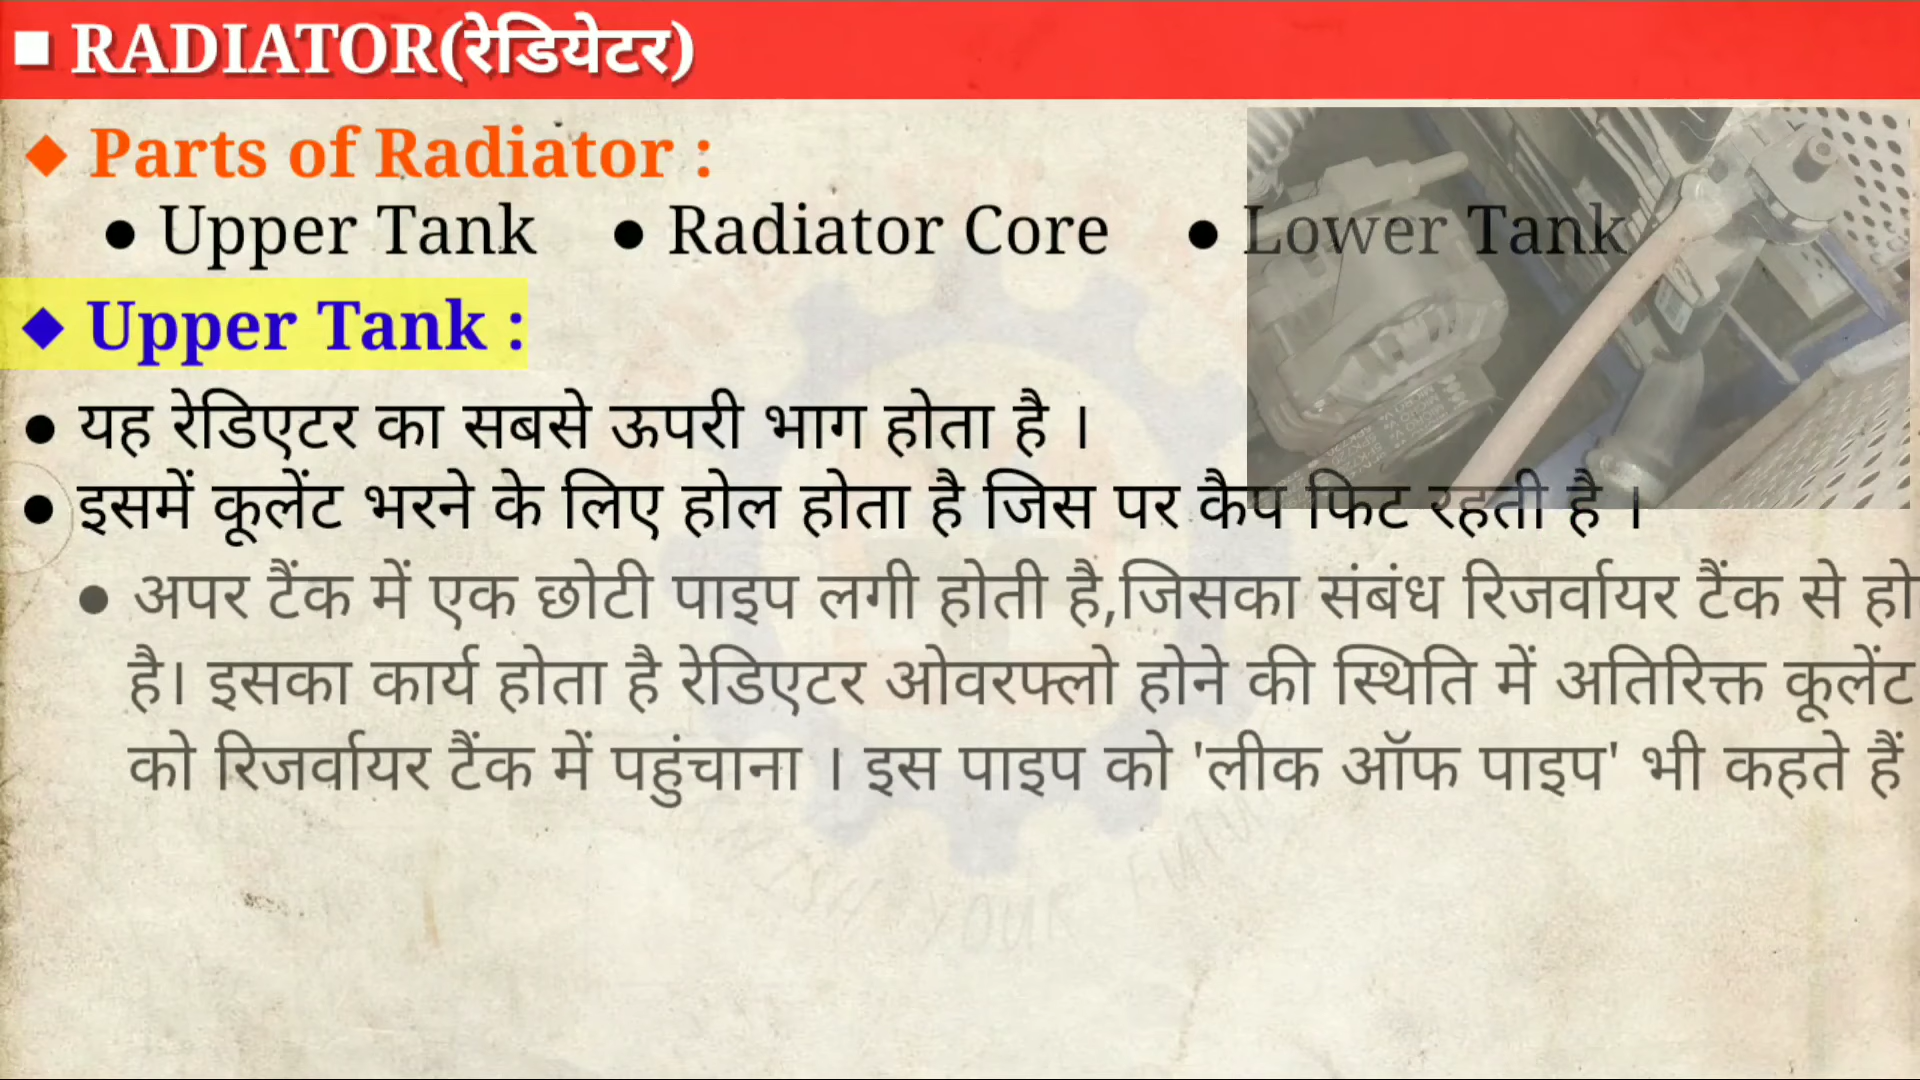 ■ RADIATOR(रेडियेटर)
◆ Parts of Radiator :
● Upper Tank ● Radiator Core ● Lower Tank
◆ Upper Tank :
● यह रेडिएटर का सबसे ऊपरी भाग होता है ।
● इसमें कूलेंट भरने के लिए होल होता है जिस पर कैप फिट रहती है ।
● अपर टैंक में एक छोटी पाइप लगी होती है,जिसका संबंध रिजर्वायर टैंक से हो
है। इसका कार्य होता है रेडिएटर ओवरफ्लो होने की स्थिति में अतिरिक्त कूलेंट
को रिजर्वायर टैंक में पहुंचाना । इस पाइप को 'लीक ऑफ पाइप' भी कहते हैं
YOUR